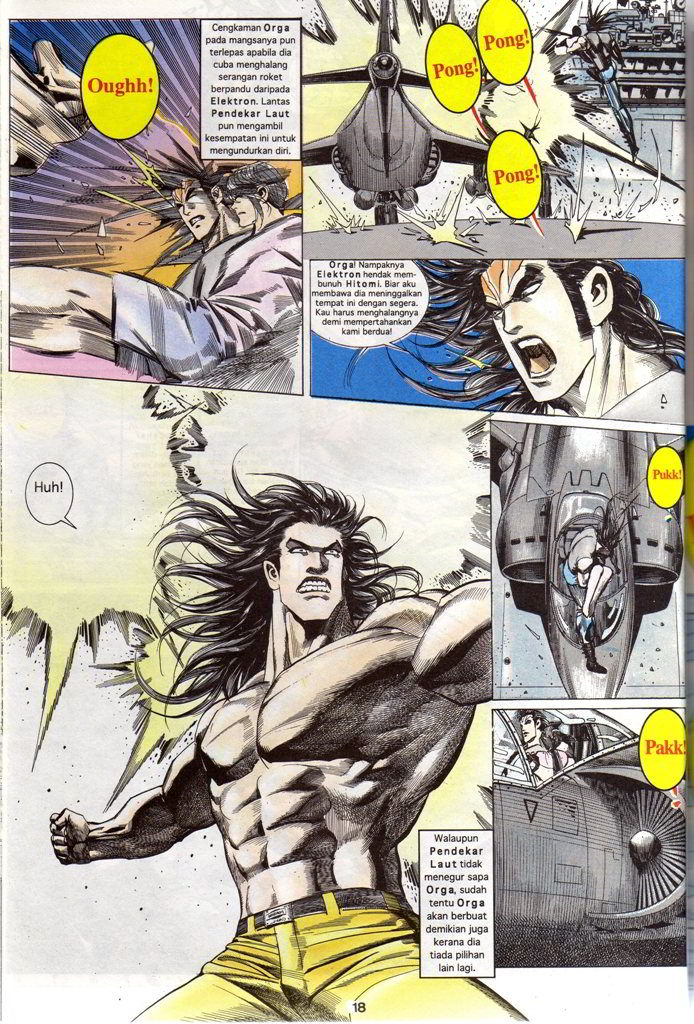 Oughh!
Cengkaman Orga
pada mangsanya pun
terlepas apabila dia
cuba menghalang
serangan roket
berpandu daripada
Elektron. Lantas
Pendekar Laut
pun mengambil
kesempatan ini untuk
mengundurkan diri.
Pong!
Pong!
Pong!
Orga! Nampaknya
Elektron hendak mem-
bunuh Hitomi. Biar aku
membawa dia meninggalkan
tempat ini dengan segera.
Kau harus menghalangnya
demi mempertahankan
kami berdua!
Huh!
Pukk!
Pakk!
Walaupun
Pendekar
Laut tidak
menegur sapa
Orga, sudah
tentu Orga
akan berbuat
demikian juga
kerana dia
tiada pilihan
lain lagi.
18